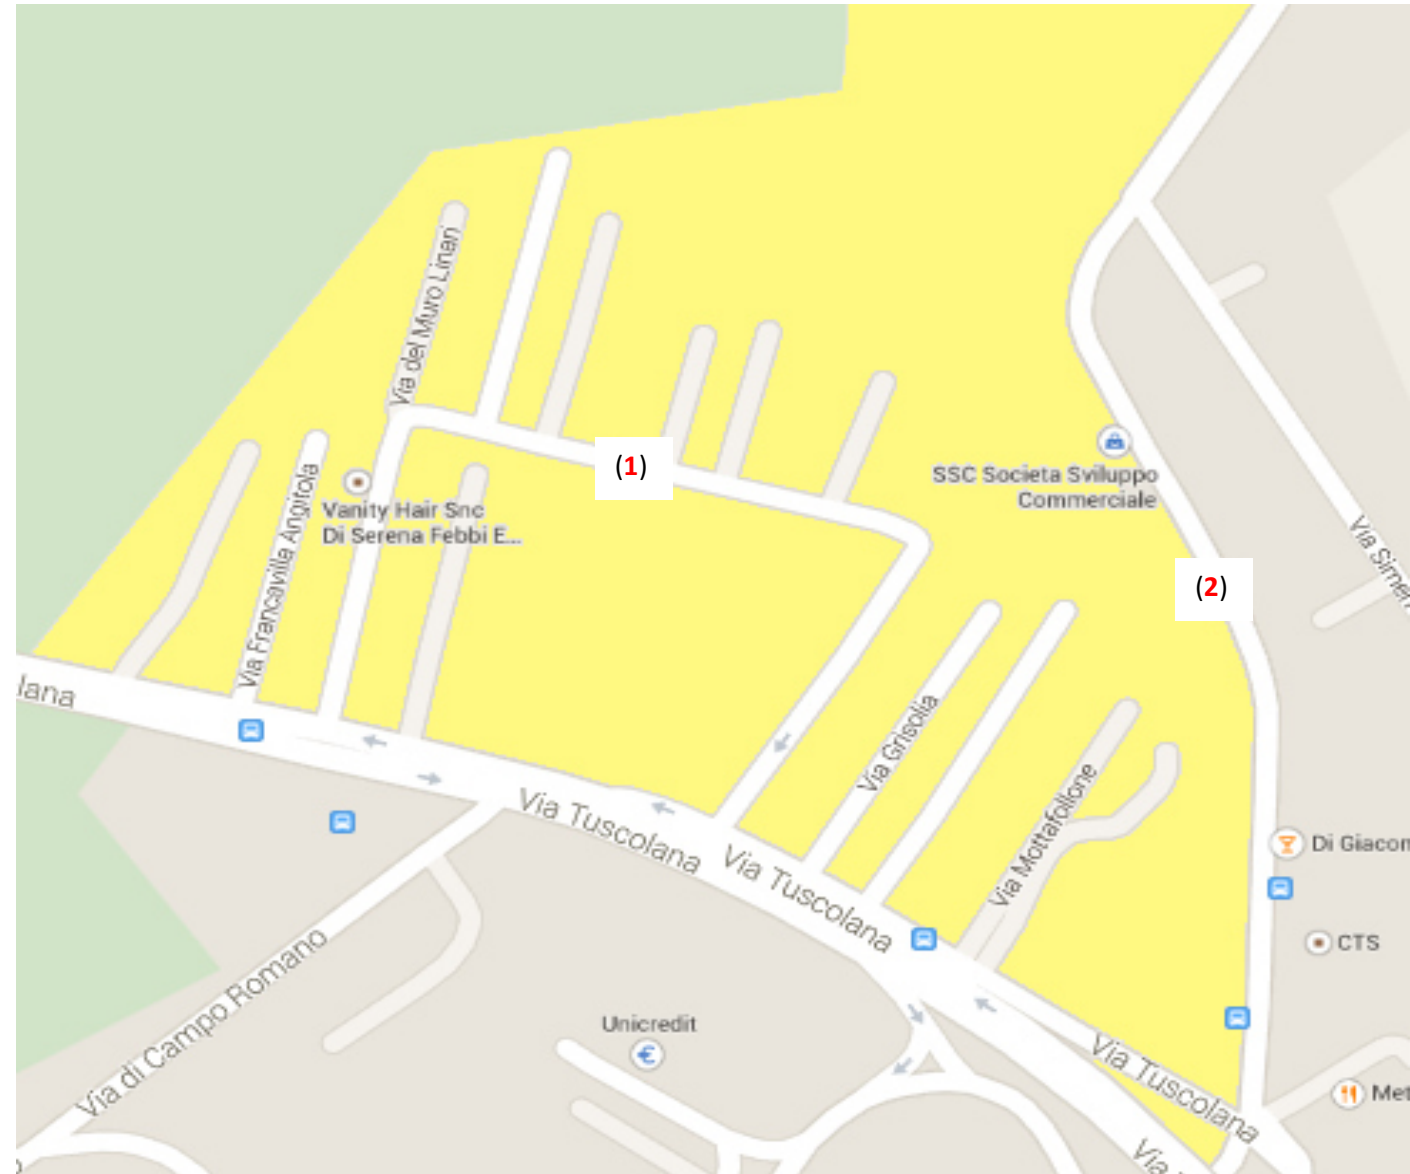 Via del Muro Linari
(1)
SSC Societa Sviluppo
Commerciale
Vanity Hair Snc
Di Serena Febbi E...
Via Francavilla Angitola
Via Simeri
(2)
lana
Via Grisolia
Via Tuscolana
Via Tuscolana
Via Mottafollone
Di Giacon
CTS
Via di Campo Romano
Unicredit
Via Tuscolana
Met
Via